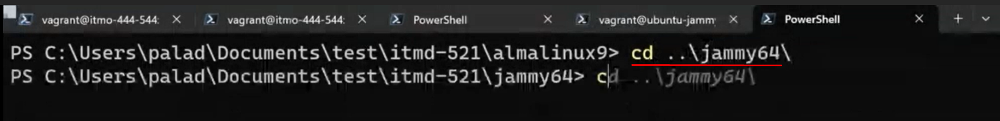 vagrant@itmo-444-544: vagrant@itmo-444-544: PowerShell vagrant@ubuntu-jammy PowerShell
PS C:\Users\palad\Documents\test\itmd-521\almalinux9> cd ..\jammy64\
PS C:\Users\palad\Documents\test\itmd-521\jammy64> cd ..\jammy64\